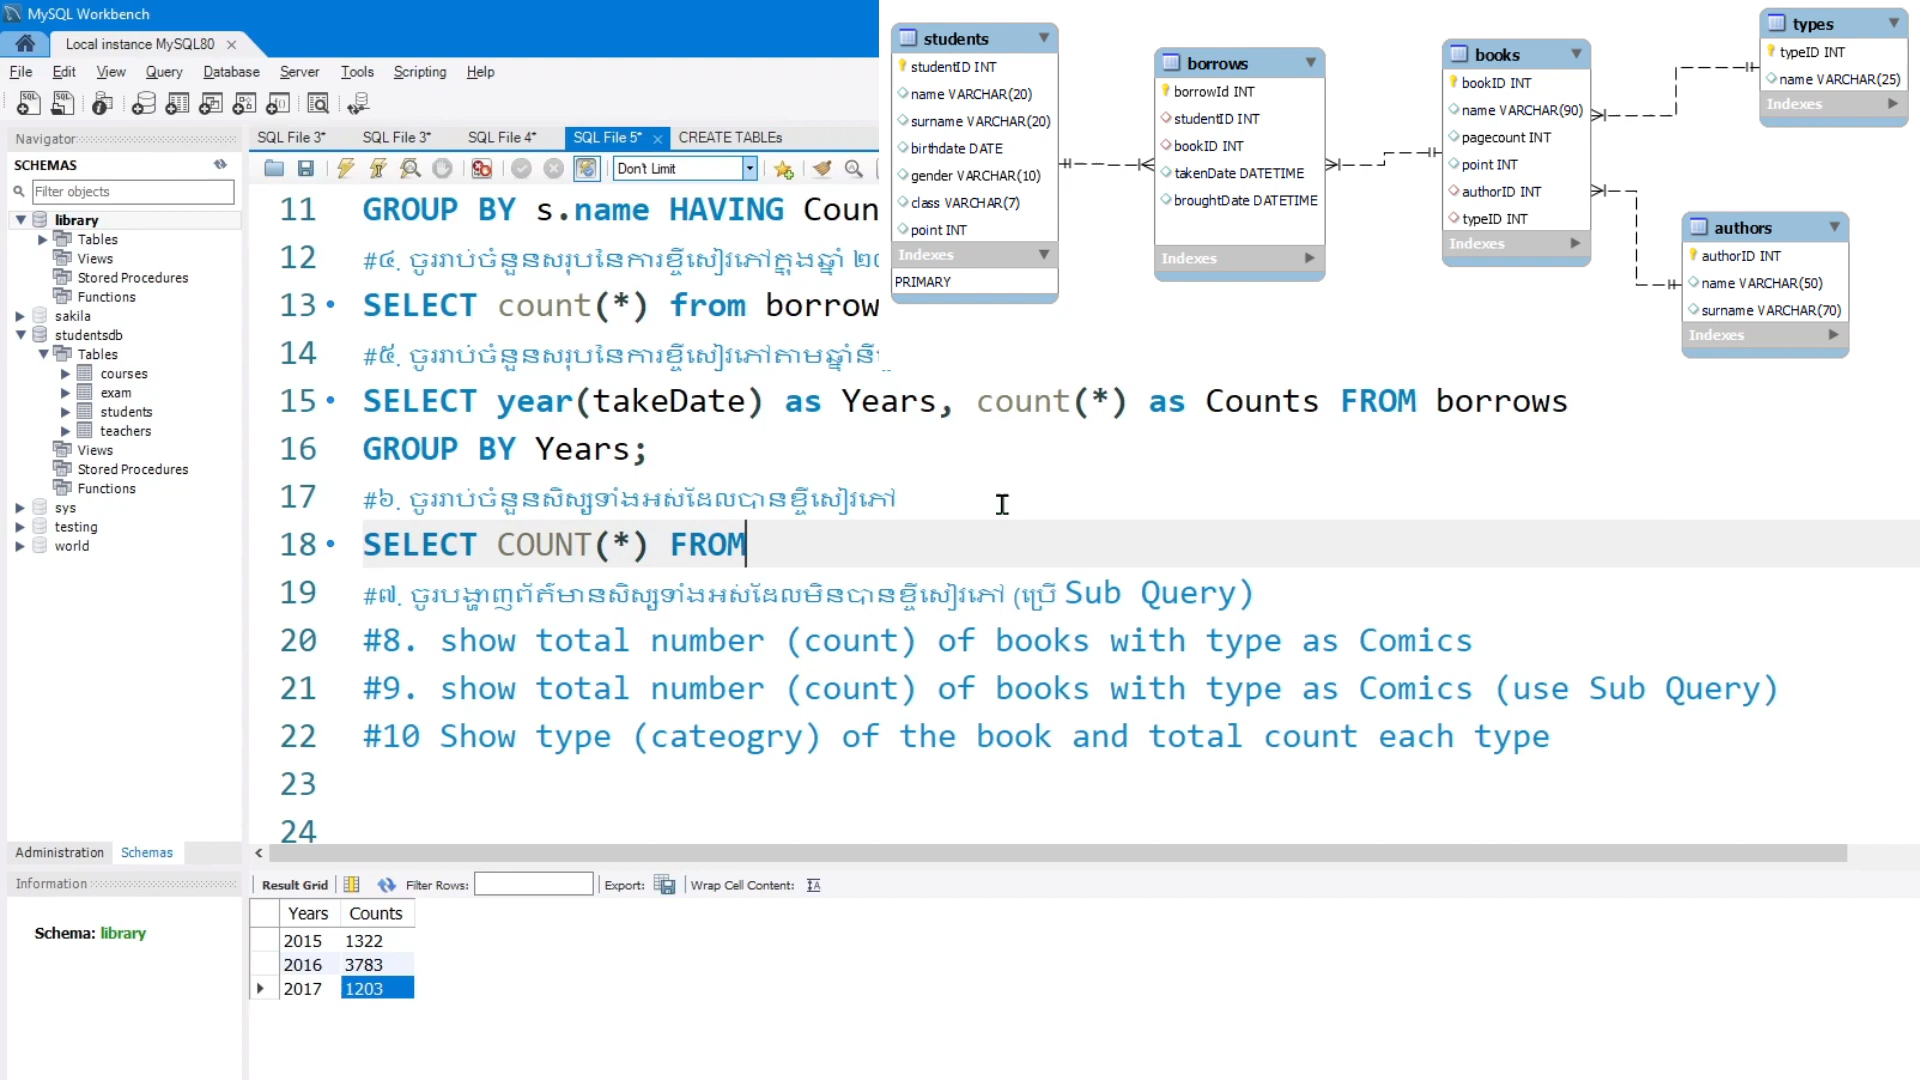 MySQL Workbench
Local instance MySQL80
File Edit View Query Database Server Tools Scripting Help
Navigator
SCHEMAS
Filter objects
library
Tables
Views
Stored Procedures
Functions
sakila
studentsdb
Tables
courses
exam
students
teachers
Views
Stored Procedures
Functions
sys
testing
world
Administration Schemas
Information
Schema: library
SQL File 3* SQL File 3* SQL File 4* SQL File 5* CREATE TABLEs
Don't Limit
11 GROUP BY s.name HAVING Coun
12 #៤. ចូររាប់ចំនួនសរុបនៃការខ្ចីសៀវភៅក្នុងឆ្នាំ ២០
13 SELECT count(*) from borrow
14 #៥. ចូររាប់ចំនួនសរុបនៃការខ្ចីសៀវភៅតាមឆ្នាំនី
15 SELECT year(takeDate) as Years, count(*) as Counts FROM borrows
16 GROUP BY Years;
17 #៦. ចូររាប់ចំនួនសិស្សទាំងអស់ដែលបានខ្ចីសៀវភៅ
18 SELECT COUNT(*) FROM
19 #៧. ចូរបង្ហាញព័ត៌មានសិស្សទាំងអស់ដែលមិនបានខ្ចីសៀវភៅ (ប្រើ Sub Query)
20 #8. show total number (count) of books with type as Comics
21 #9. show total number (count) of books with type as Comics (use Sub Query)
22 #10 Show type (cateogry) of the book and total count each type
23
24
students
studentID INT
name VARCHAR(20)
surname VARCHAR(20)
birthdate DATE
gender VARCHAR(10)
class VARCHAR(7)
point INT
Indexes
PRIMARY
borrows
borrowId INT
studentID INT
bookID INT
takenDate DATETIME
broughtDate DATETIME
Indexes
books
bookID INT
name VARCHAR(90)
pagecount INT
point INT
authorID INT
typeID INT
Indexes
types
typeID INT
name VARCHAR(25)
Indexes
authors
authorID INT
name VARCHAR(50)
surname VARCHAR(70)
Indexes
Result Grid Filter Rows: Export: Wrap Cell Content:
Years Counts
2015 1322
2016 3783
2017 1203